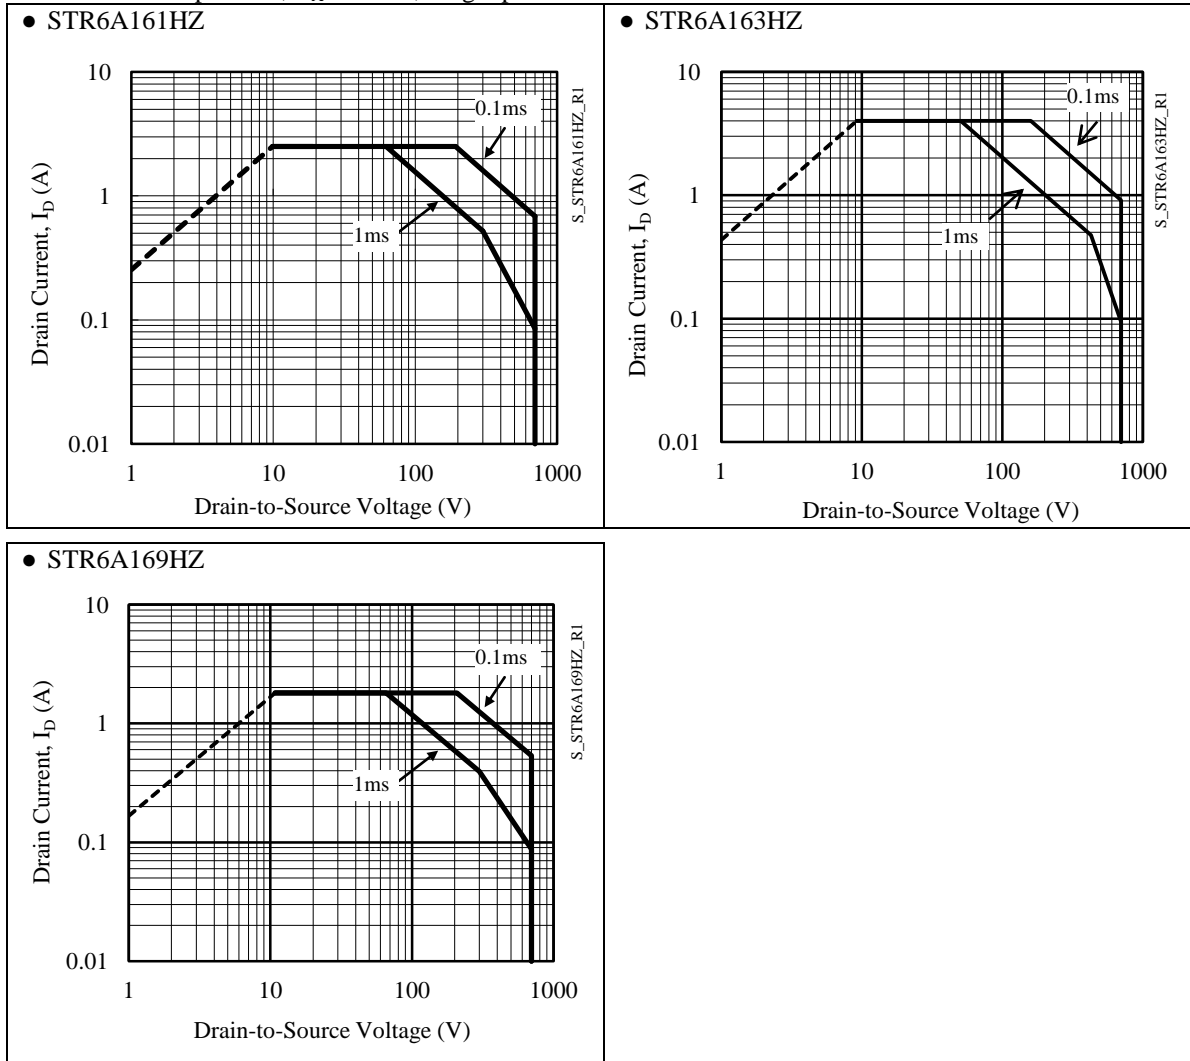 ● STR6A161HZ
10
1
0.1
0.01
1
10
100
1000
Drain Current, I_D (A)
Drain-to-Source Voltage (V)
0.1ms
1ms
S_STR6A161HZ_R1
● STR6A163HZ
10
1
0.1
0.01
1
10
100
1000
Drain Current, I_D (A)
Drain-to-Source Voltage (V)
0.1ms
1ms
S_STR6A163HZ_R1
● STR6A169HZ
10
1
0.1
0.01
1
10
100
1000
Drain Current, I_D (A)
Drain-to-Source Voltage (V)
0.1ms
1ms
S_STR6A169HZ_R1